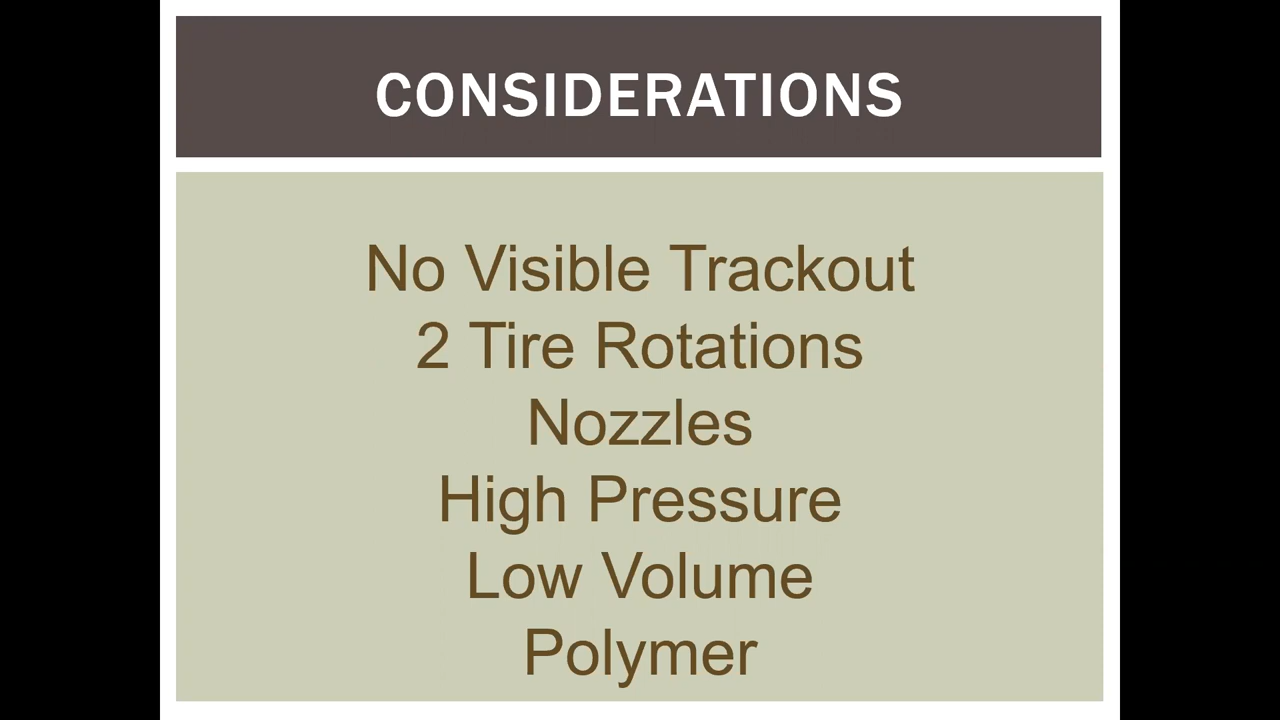 CONSIDERATIONS
No Visible Trackout
2 Tire Rotations
Nozzles
High Pressure
Low Volume
Polymer